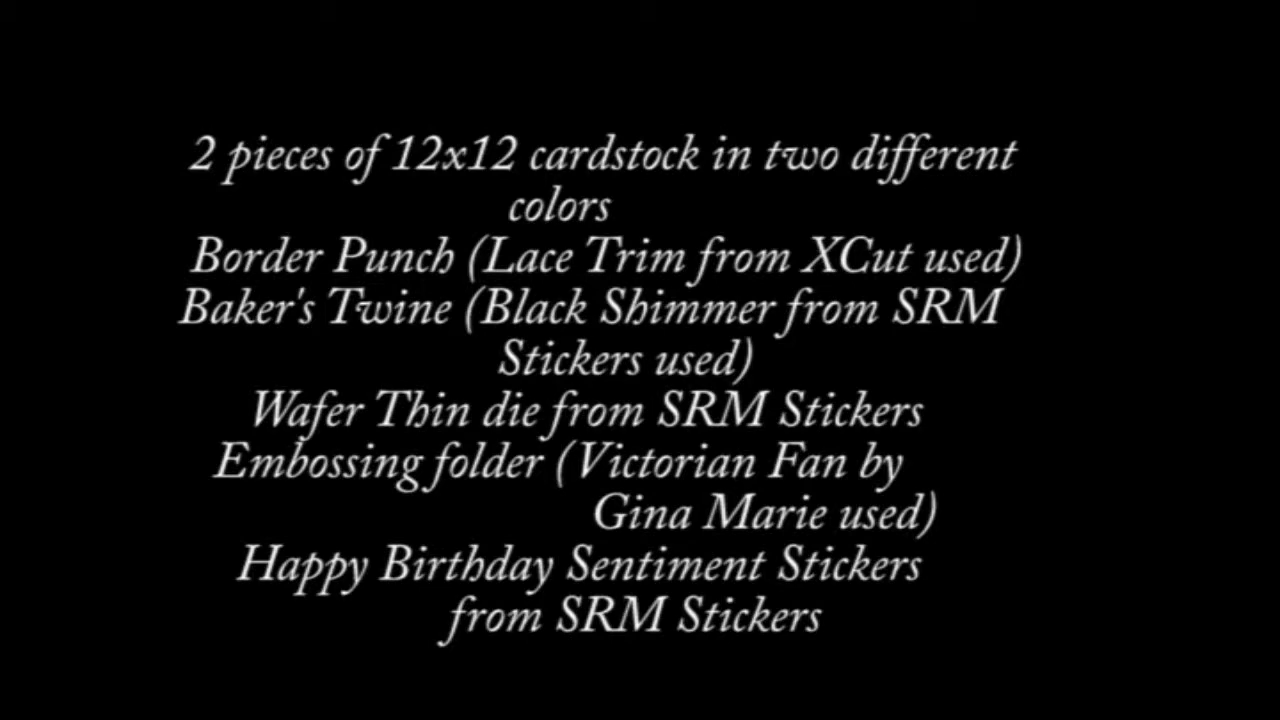 2 pieces of 12x12 cardstock in two different
colors
Border Punch (Lace Trim from XCut used)
Baker's Twine (Black Shimmer from SRM
Stickers used)
Wafer Thin die from SRM Stickers
Embossing folder (Victorian Fan by
Gina Marie used)
Happy Birthday Sentiment Stickers
from SRM Stickers